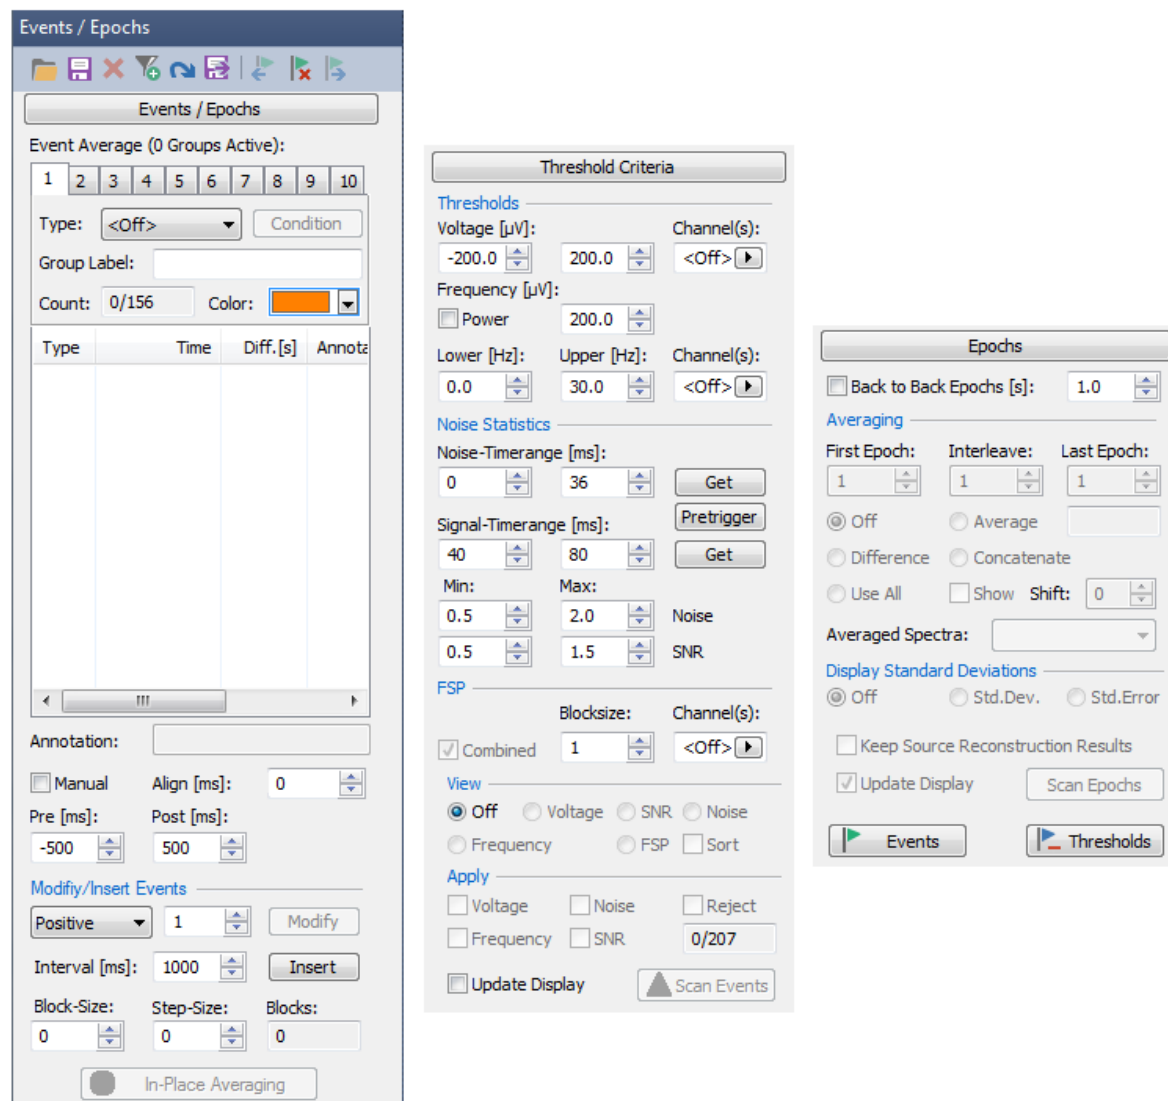 Events / Epochs
Events / Epochs
Event Average (0 Groups Active):
1 2 3 4 5 6 7 8 9 10
Type: <Off> Condition
Group Label:
Count: 0/156 Color:
Type Time Diff.[s] Annota
Annotation:
Manual Align [ms]: 0
Pre [ms]: Post [ms]:
-500 500
Modifiy/Insert Events
Positive 1 Modify
Interval [ms]: 1000 Insert
Block-Size: Step-Size: Blocks:
0 0 0
In-Place Averaging
Threshold Criteria
Thresholds
Voltage [µV]: Channel(s):
-200.0 200.0 <Off>
Frequency [µV]:
Power 200.0
Lower [Hz]: Upper [Hz]: Channel(s):
0.0 30.0 <Off>
Noise Statistics
Noise-Timerange [ms]:
0 36 Get
Pretrigger
Signal-Timerange [ms]:
40 80 Get
Min: Max:
0.5 2.0 Noise
0.5 1.5 SNR
FSP
Blocksize: Channel(s):
Combined 1 <Off>
View
Off Voltage SNR Noise
Frequency FSP Sort
Apply
Voltage Noise Reject
Frequency SNR 0/207
Update Display Scan Events
Epochs
Back to Back Epochs [s]: 1.0
Averaging
First Epoch: Interleave: Last Epoch:
1 1 1
Off Average
Difference Concatenate
Use All Show Shift: 0
Averaged Spectra:
Display Standard Deviations
Off Std.Dev. Std.Error
Keep Source Reconstruction Results
Update Display Scan Epochs
Events Thresholds